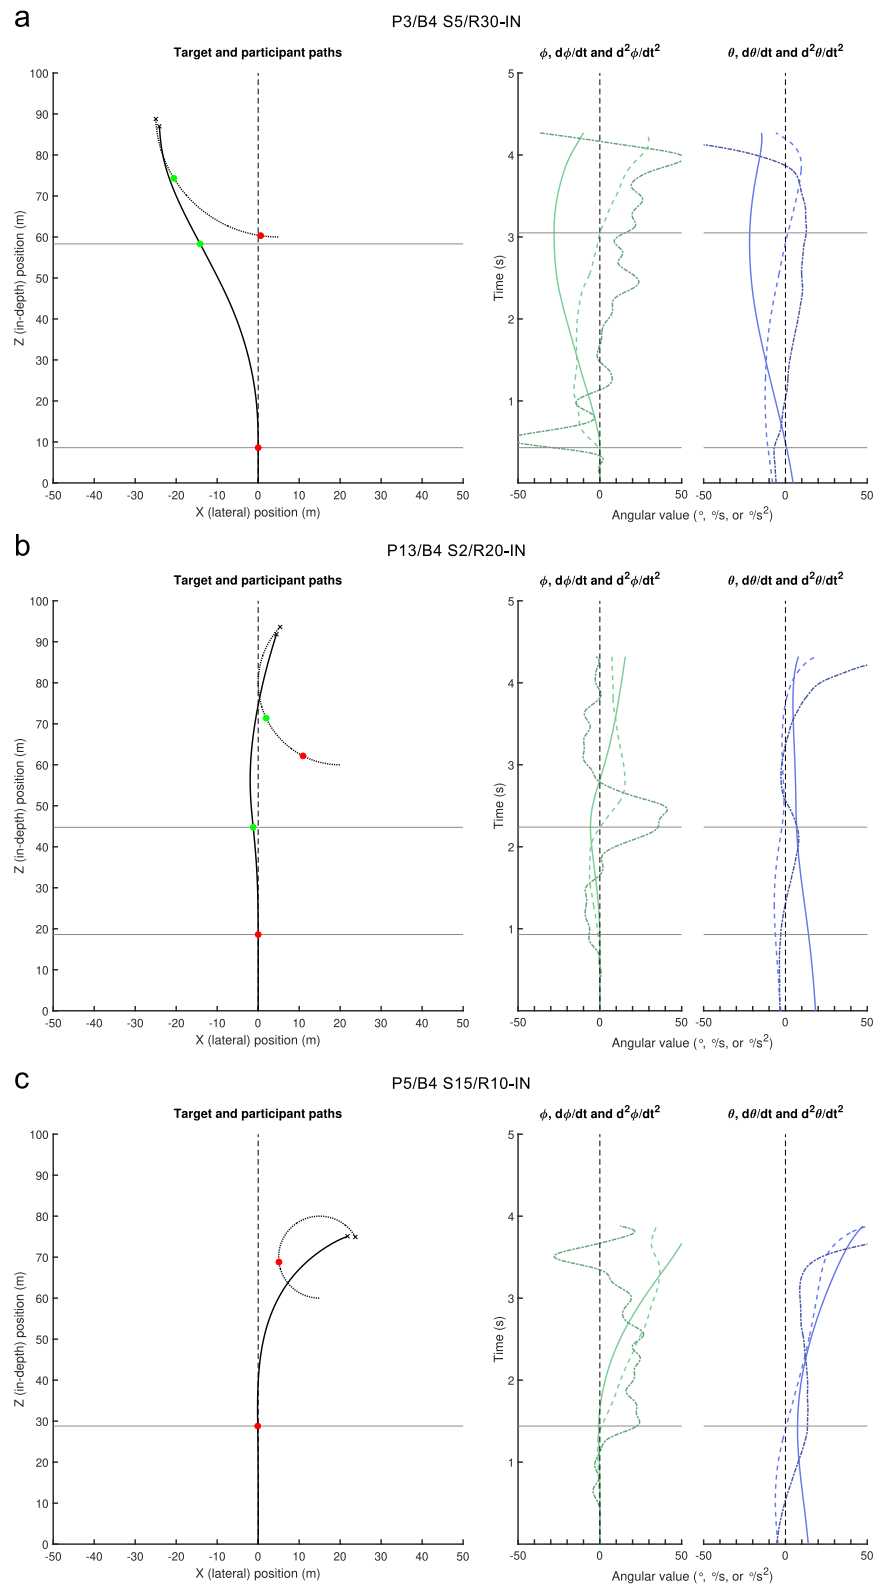 a
P3/B4 S5/R30-IN
Target and participant paths
ϕ, dϕ/dt and d²ϕ/dt²
θ, dθ/dt and d²θ/dt²
Z (in-depth) position (m)
100
90
80
70
60
50
40
30
20
10
0
-50 -40 -30 -20 -10 0 10 20 30 40 50
X (lateral) position (m)
Time (s)
5
4
3
2
1
-50 0 50
-50 0 50
Angular value (°, °/s, or °/s²)
b
P13/B4 S2/R20-IN
Target and participant paths
ϕ, dϕ/dt and d²ϕ/dt²
θ, dθ/dt and d²θ/dt²
Z (in-depth) position (m)
100
90
80
70
60
50
40
30
20
10
0
-50 -40 -30 -20 -10 0 10 20 30 40 50
X (lateral) position (m)
Time (s)
5
4
3
2
1
-50 0 50
-50 0 50
Angular value (°, °/s, or °/s²)
c
P5/B4 S15/R10-IN
Target and participant paths
ϕ, dϕ/dt and d²ϕ/dt²
θ, dθ/dt and d²θ/dt²
Z (in-depth) position (m)
100
90
80
70
60
50
40
30
20
10
0
-50 -40 -30 -20 -10 0 10 20 30 40 50
X (lateral) position (m)
Time (s)
5
4
3
2
1
-50 0 50
-50 0 50
Angular value (°, °/s, or °/s²)